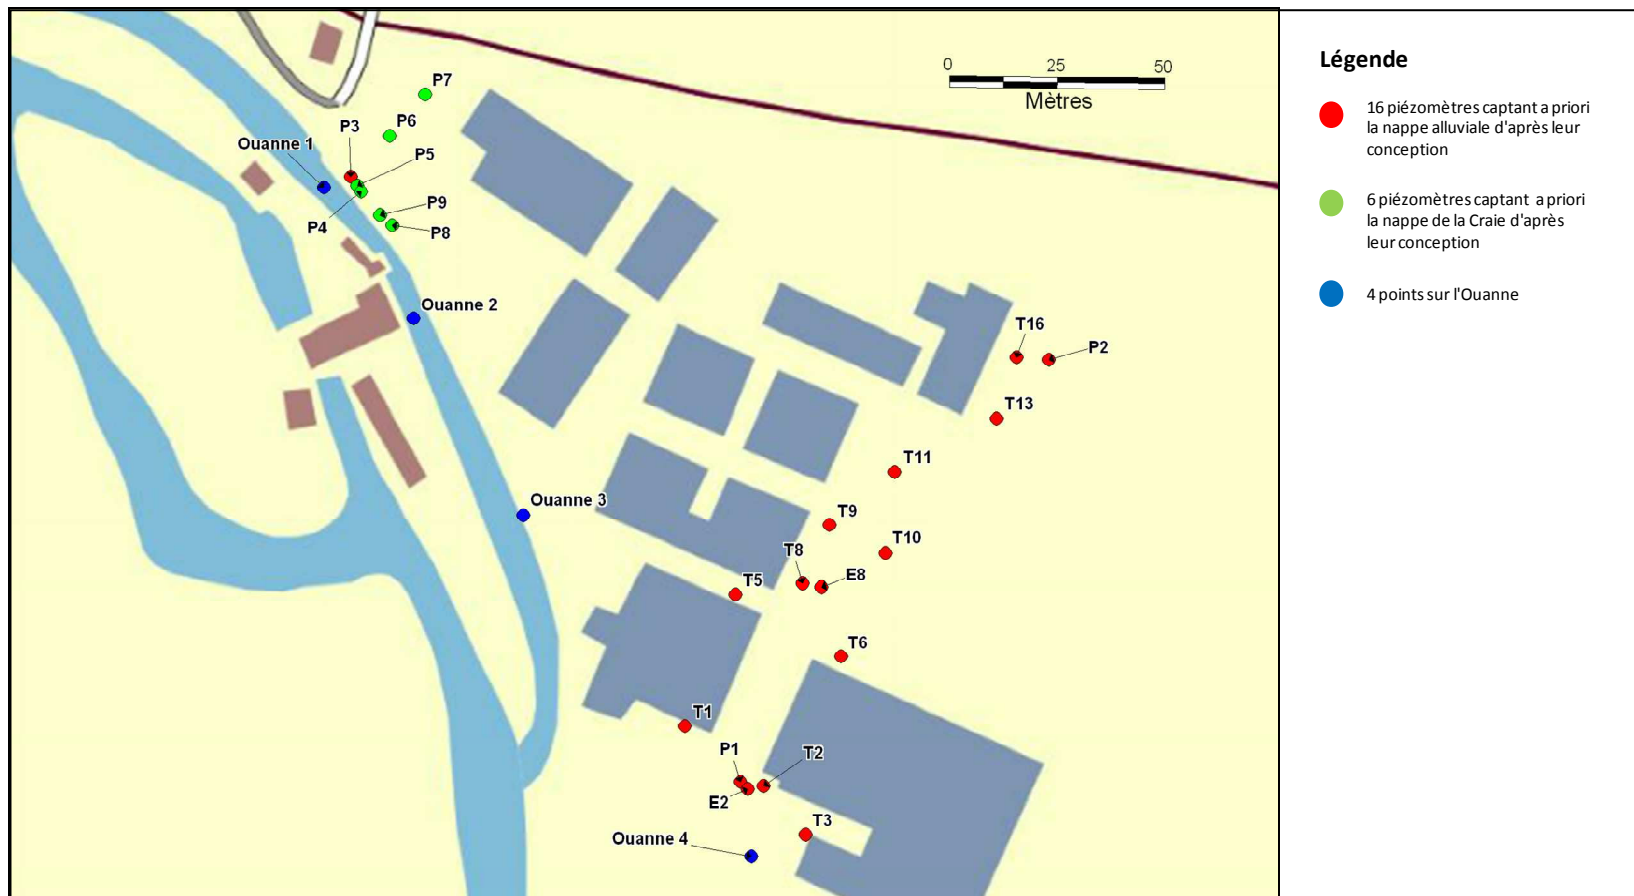 0 25 50
Mètres
P7
P6
P3
Ouanne 1
P5
P9
P4
P8
Ouanne 2
T16
P2
T13
T11
Ouanne 3
T9
T10
T8
E8
T5
T6
T1
P1
T2
E2
T3
Ouanne 4
Légende
16 piézomètres captant a priori
la nappe alluviale d'après leur
conception
6 piézomètres captant a priori
la nappe de la Craie d'après
leur conception
4 points sur l'Ouanne